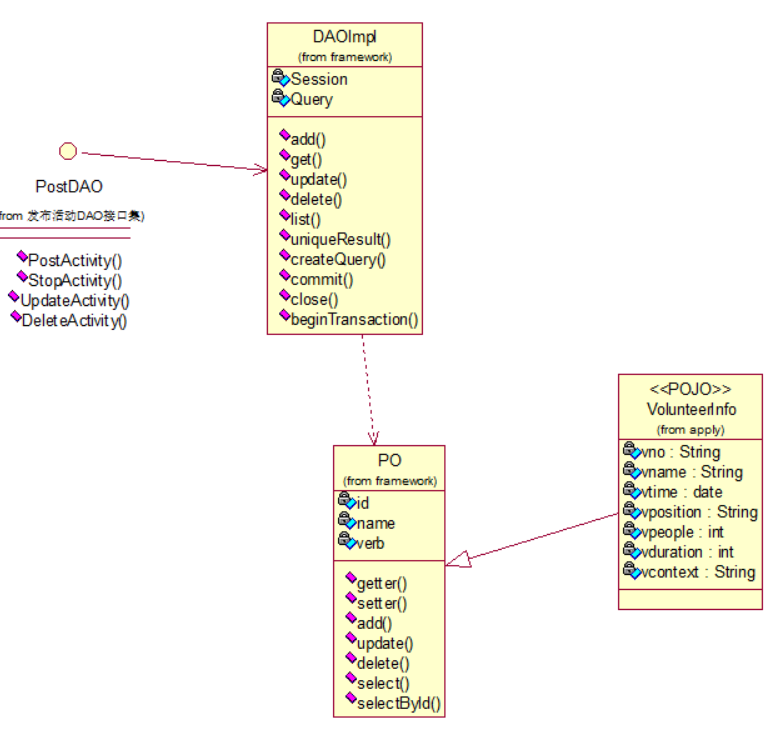 DAOImpl
(from framework)
Session
Query
add()
get()
update()
delete()
list()
uniqueResult()
createQuery()
commit()
close()
beginTransaction()
PostDAO
from 发布活动DAO接口集)
PostActivity()
StopActivity()
UpdateActivity()
DeleteActivity()
PO
(from framework)
id
name
verb
getter()
setter()
add()
update()
delete()
select()
selectById()
<<POJO>>
VolunteerInfo
(from apply)
vno : String
vname : String
vtime : date
vposition : String
vpeople : int
vduration : int
vcontext : String